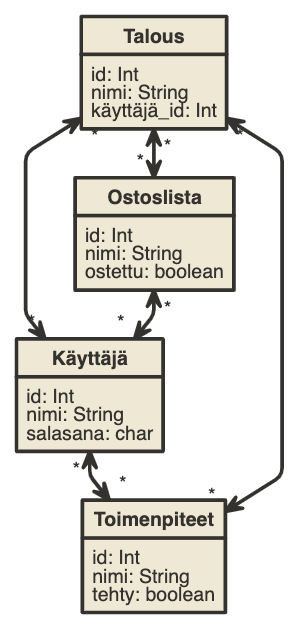 Talous
id: Int
nimi: String
käyttäjä_id: Int
*
*
*
*
Ostoslista
id: Int
nimi: String
ostettu: boolean
*
*
*
Käyttäjä
id: Int
nimi: String
salasana: char
*
*
*
Toimenpiteet
id: Int
nimi: String
tehty: boolean